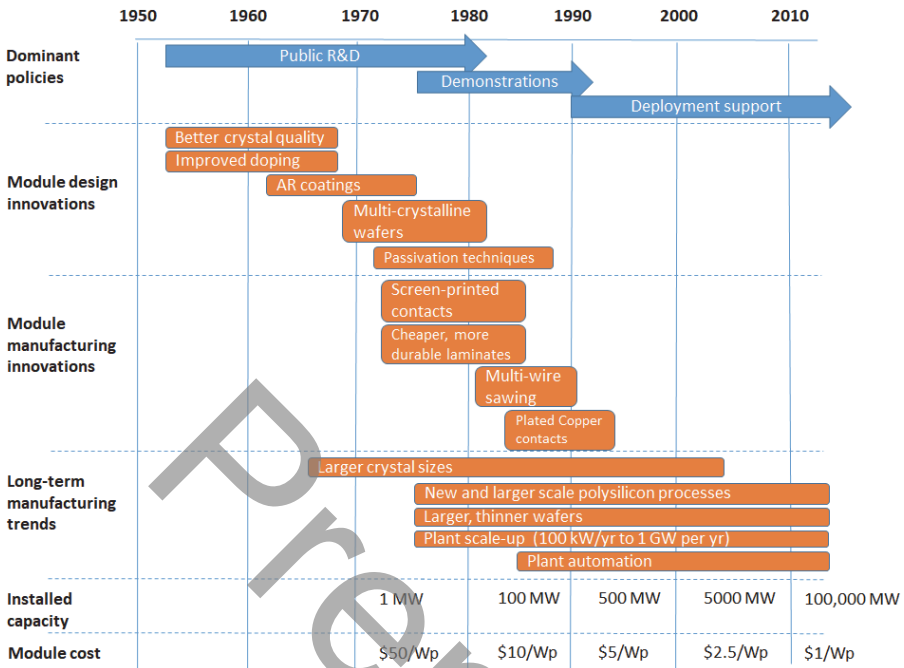 1950 1960 1970 1980 1990 2000 2010
Dominant
policies
Public R&D
Demonstrations
Deployment support
Module design
innovations
Better crystal quality
Improved doping
AR coatings
Multi-crystalline
wafers
Passivation techniques
Module
manufacturing
innovations
Screen-printed
contacts
Cheaper, more
durable laminates
Multi-wire
sawing
Plated Copper
contacts
Long-term
manufacturing
trends
Larger crystal sizes
New and larger scale polysilicon processes
Larger, thinner wafers
Plant scale-up (100 kW/yr to 1 GW per yr)
Plant automation
Installed
capacity
1 MW 100 MW 500 MW 5000 MW 100,000 MW
Module cost $50/Wp $10/Wp $5/Wp $2.5/Wp $1/Wp
Pre